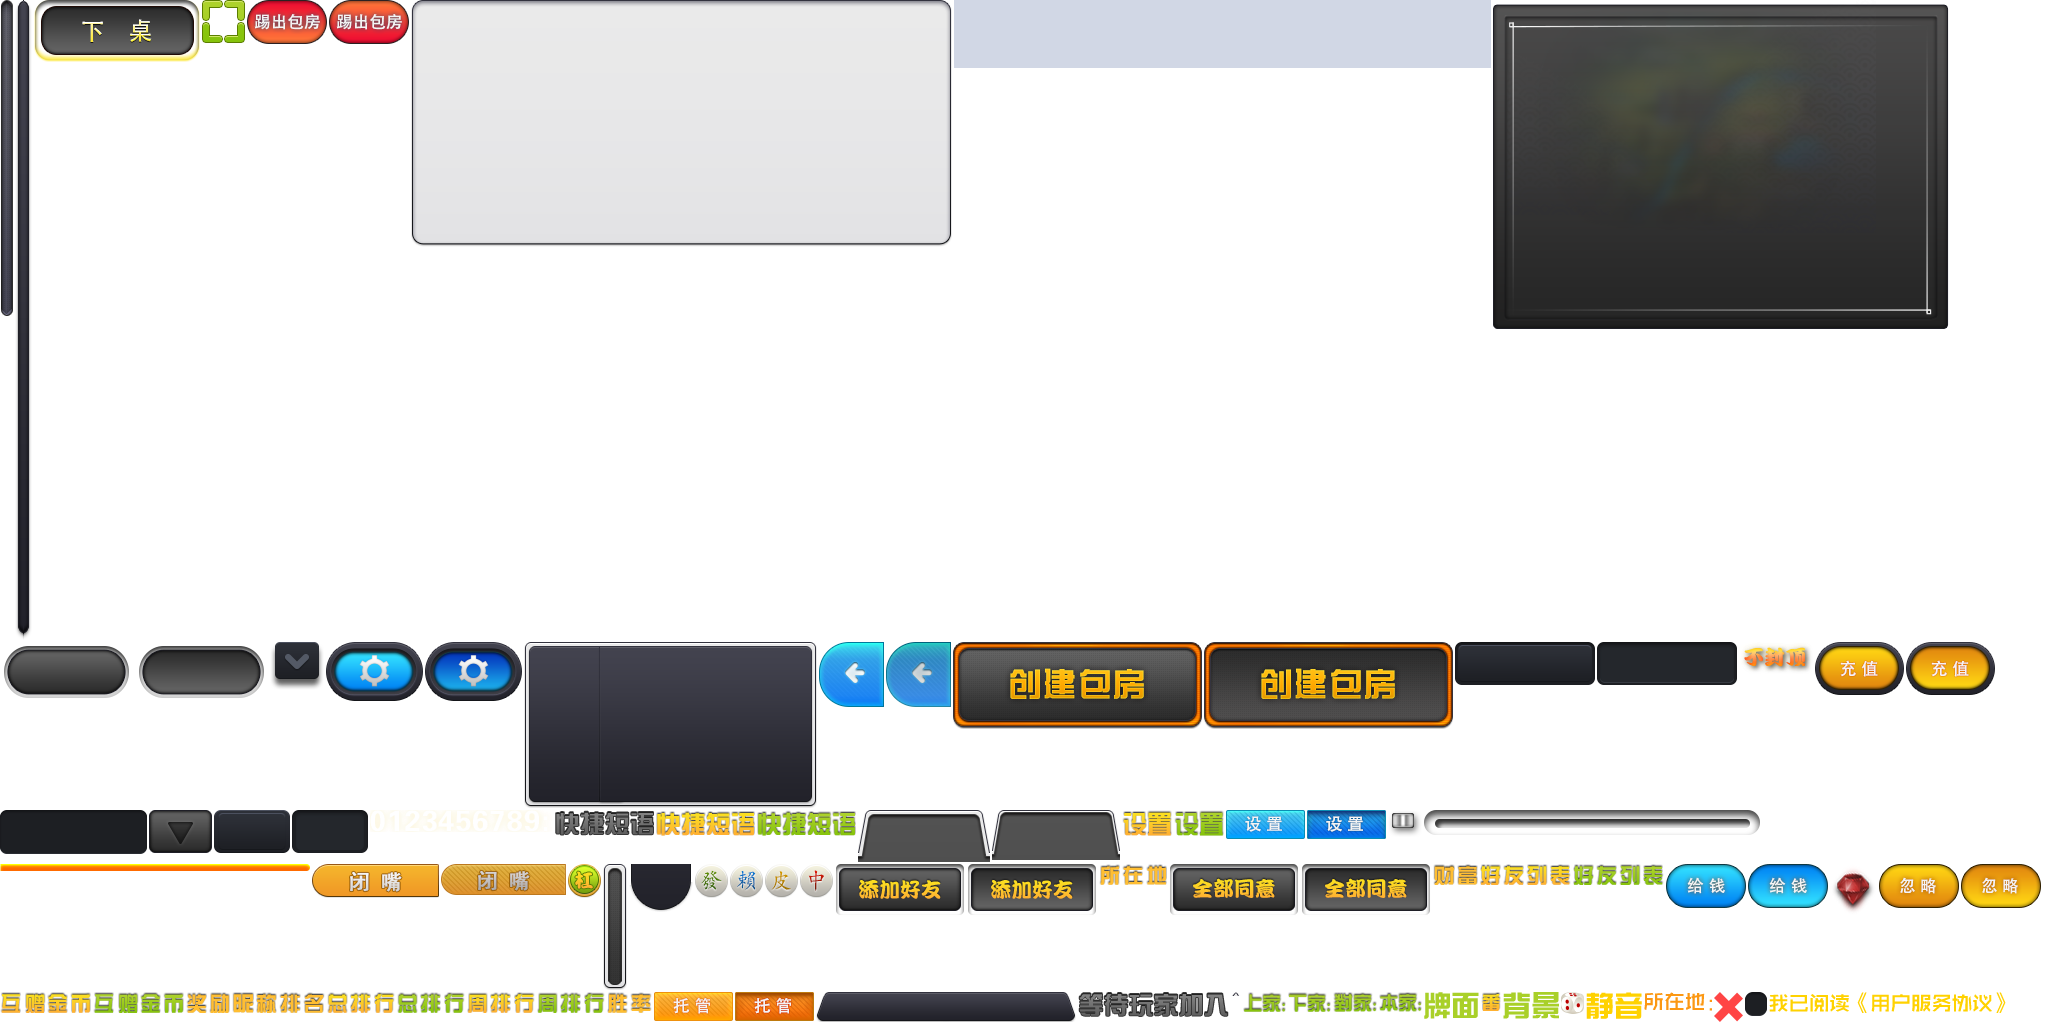 下 桌 踢出包房 踢出包房
创建包房 创建包房 不封顶 充 值 充 值
0123456789 快捷短语 快捷短语 快捷短语 设置 设置 设 置 设 置
闭 嘴 闭 嘴 杠 發 賴 皮 中 添加好友 添加好友 所在地 全部同意 全部同意 财富 好友列表 好友列表 给 钱 给 钱 忽 略 忽 略
互赠金币 互赠金币 奖励 昵称 排名 总排行 总排行 周排行 周排行 胜率 托 管 托 管 等待玩家加入 上家: 下家: 对家: 本家: 牌面 番 背景 静音 所在地: 我已阅读《用户服务协议》